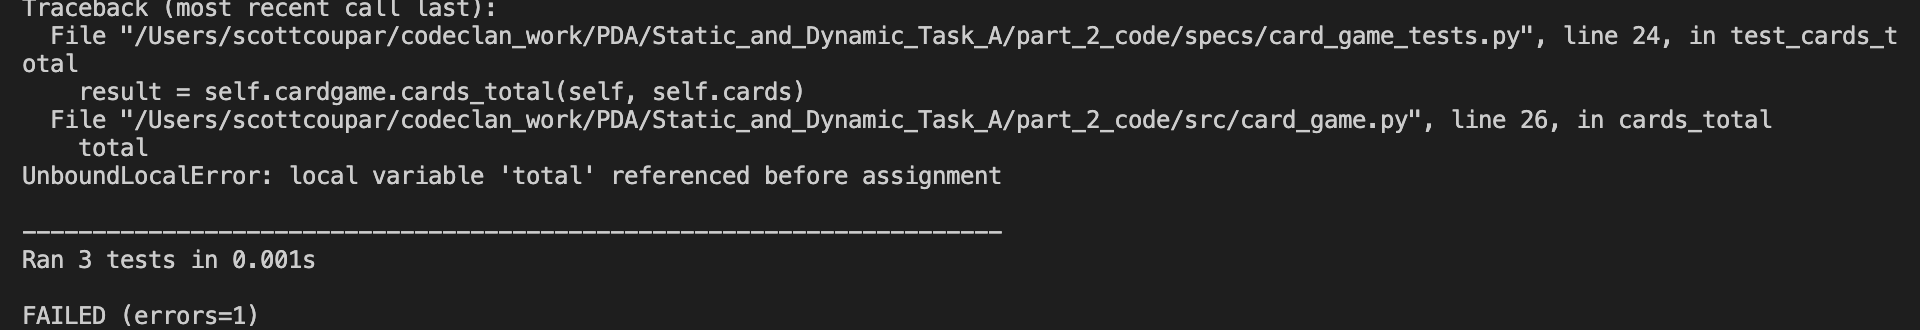 Traceback (most recent call last):
  File "/Users/scottcoupar/codeclan_work/PDA/Static_and_Dynamic_Task_A/part_2_code/specs/card_game_tests.py", line 24, in test_cards_t
otal
    result = self.cardgame.cards_total(self, self.cards)
  File "/Users/scottcoupar/codeclan_work/PDA/Static_and_Dynamic_Task_A/part_2_code/src/card_game.py", line 26, in cards_total
    total
UnboundLocalError: local variable 'total' referenced before assignment

----------------------------------------------------------------------
Ran 3 tests in 0.001s

FAILED (errors=1)